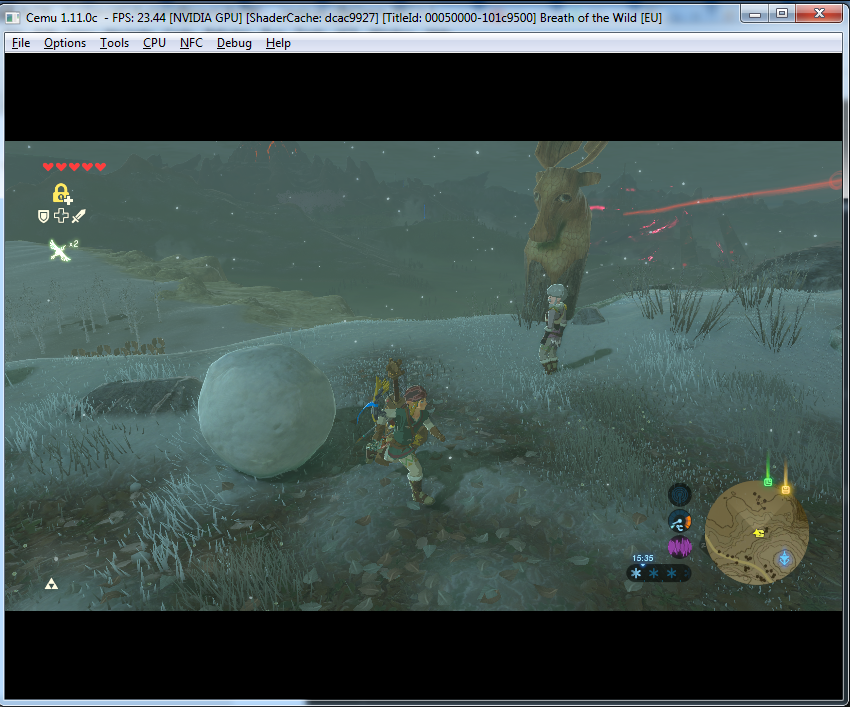 Cemu 1.11.0c - FPS: 23.44 [NVIDIA GPU] [ShaderCache: dcac9927] [TitleId: 00050000-101c9500] Breath of the Wild [EU]
File Options Tools CPU NFC Debug Help
x2
15:35